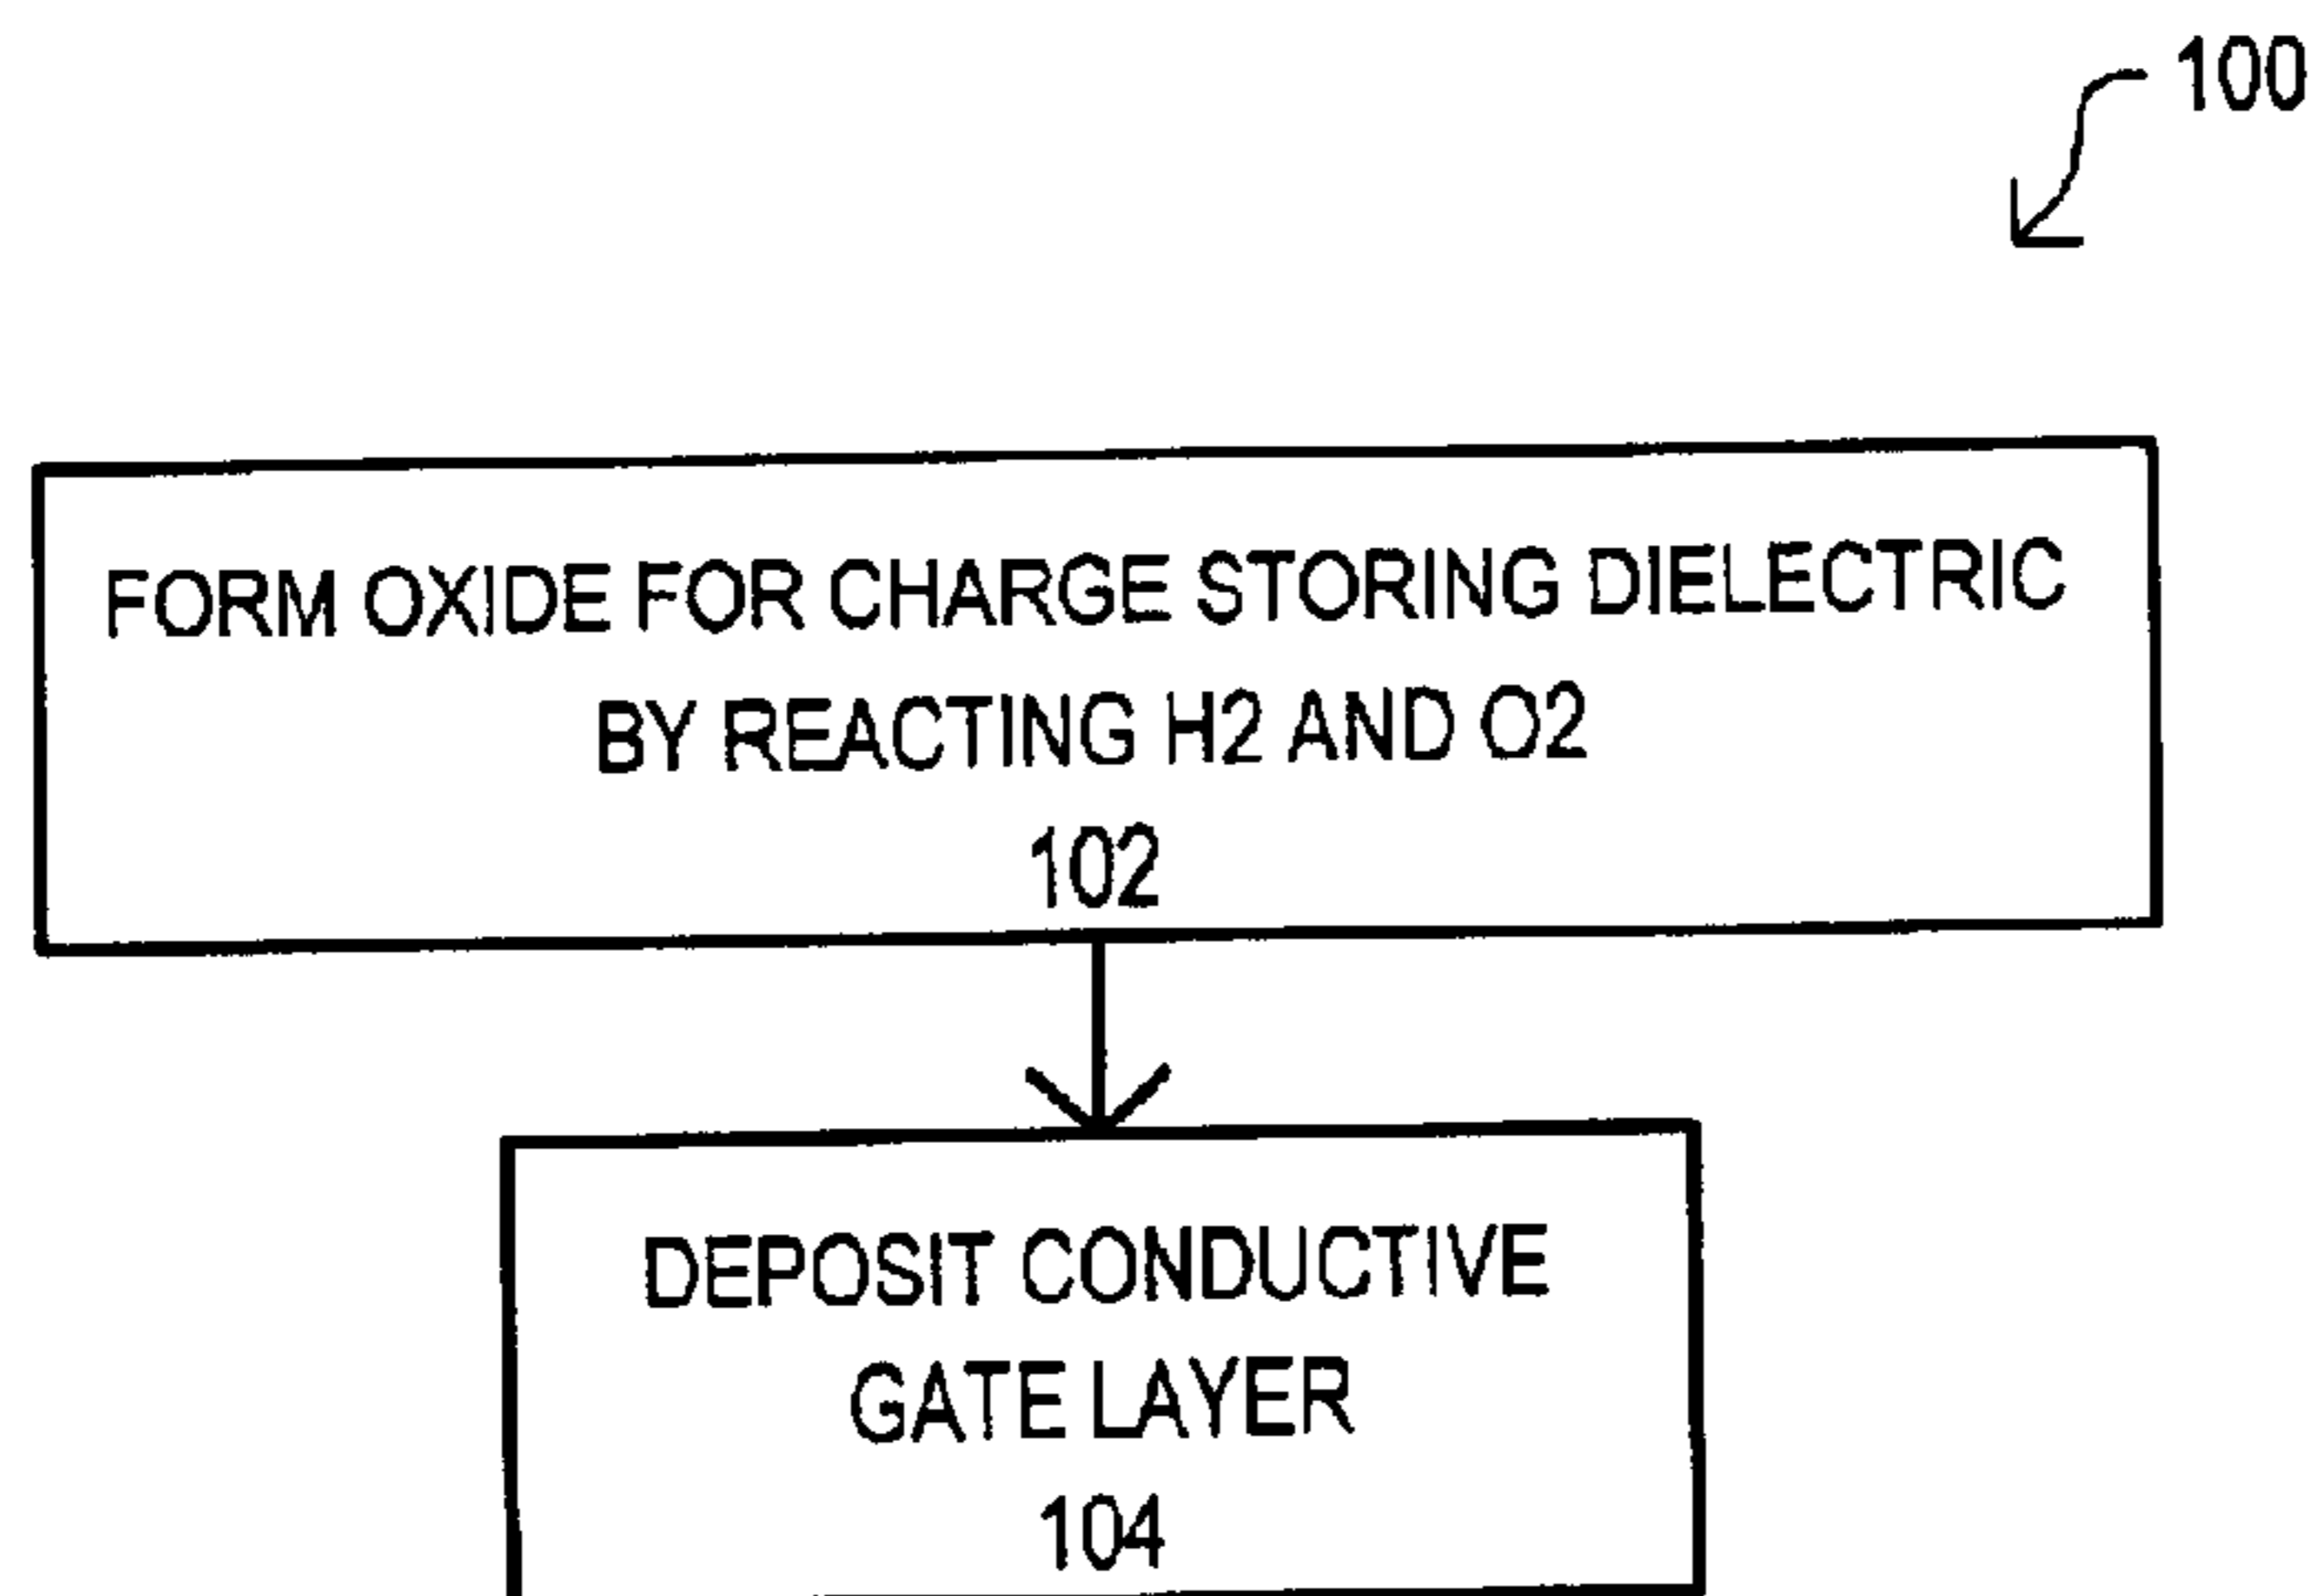 100
FORM OXIDE FOR CHARGE STORING DIELECTRIC
BY REACTING H2 AND O2
102
DEPOSIT CONDUCTIVE
GATE LAYER
104